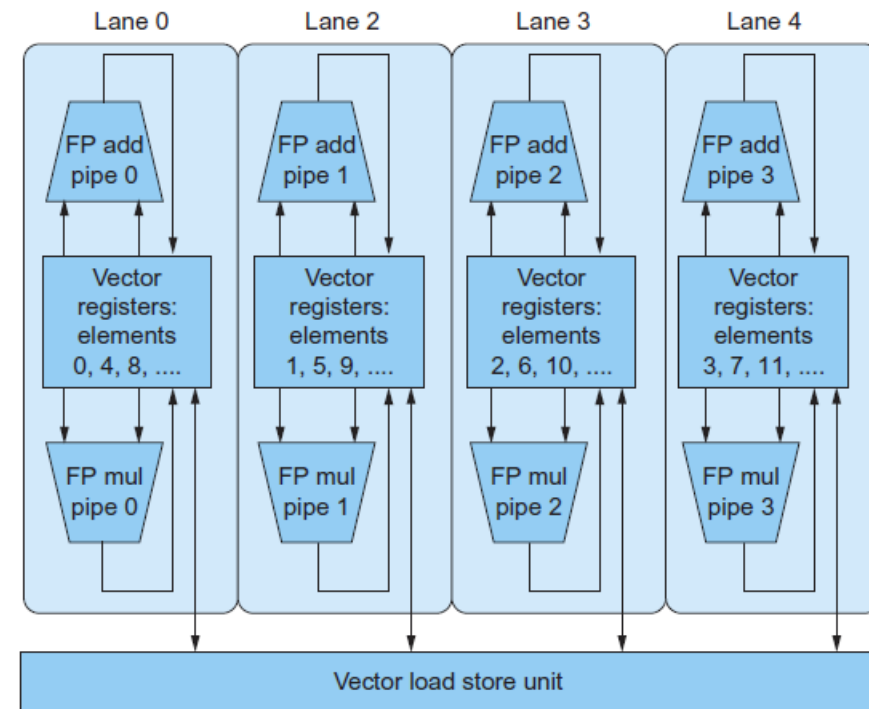 Lane 0
Lane 2
Lane 3
Lane 4
FP add
pipe 0
FP add
pipe 1
FP add
pipe 2
FP add
pipe 3
Vector
registers:
elements
0, 4, 8, ....
Vector
registers:
elements
1, 5, 9, ....
Vector
registers:
elements
2, 6, 10, ....
Vector
registers:
elements
3, 7, 11, ....
FP mul
pipe 0
FP mul
pipe 1
FP mul
pipe 2
FP mul
pipe 3
Vector load store unit